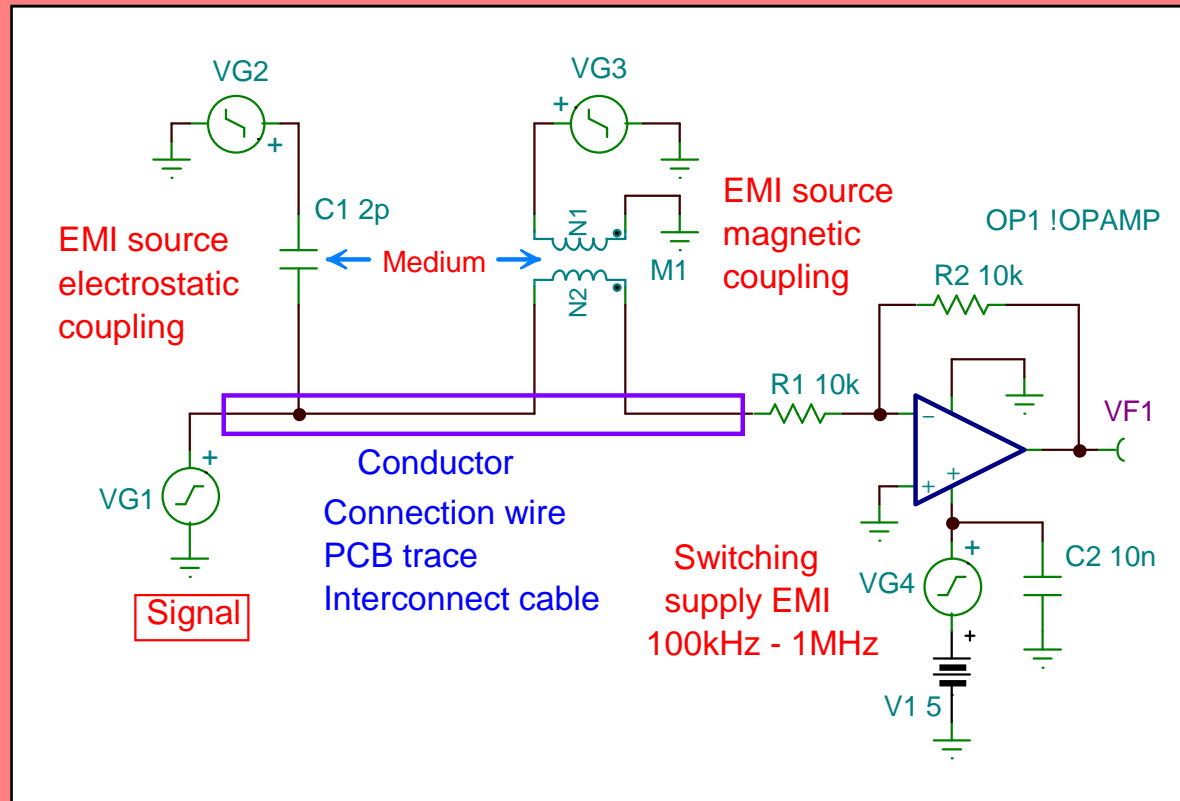 VG2
VG3
+
+
C1 2p
N1
EMI source
magnetic
coupling
OP1 !OPAMP
EMI source
electrostatic
coupling
Medium
N2
M1
R2 10k
R1 10k
VF1
−
+
+
Conductor
Connection wire
PCB trace
Interconnect cable
+
VG1
Signal
Switching
supply EMI
100kHz - 1MHz
+
VG4
C2 10n
+
V1 5